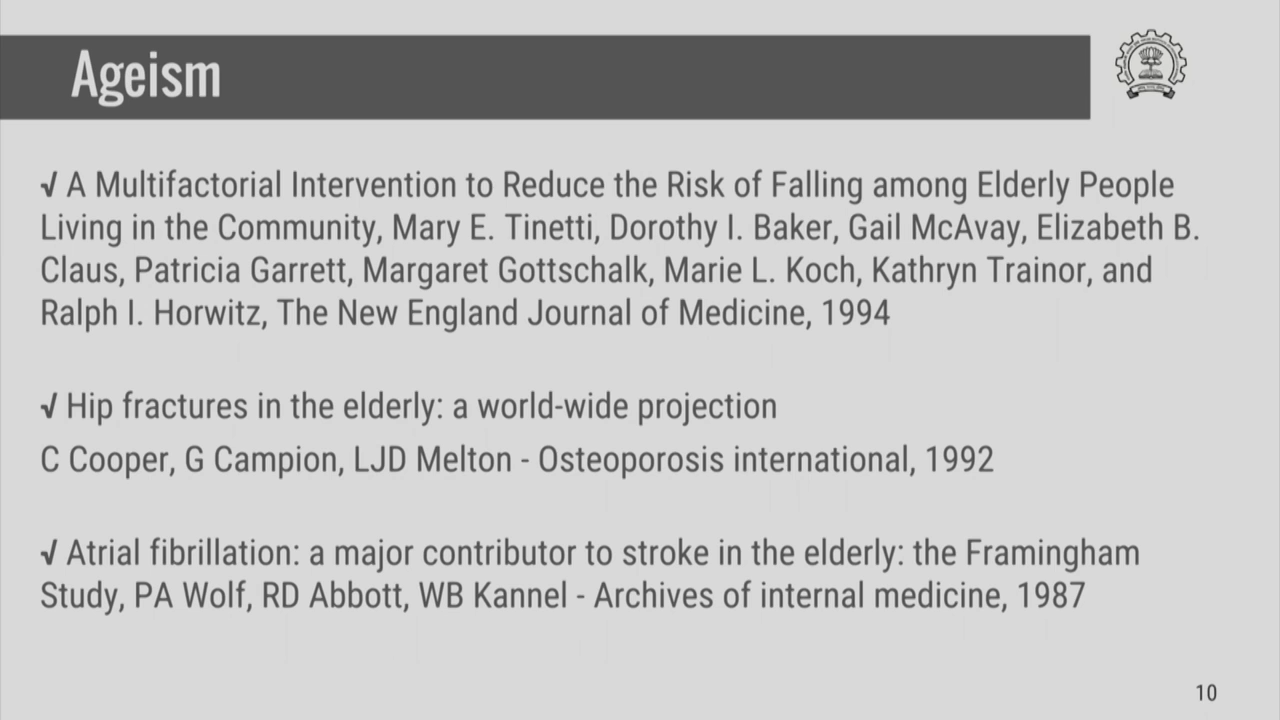 Ageism
√ A Multifactorial Intervention to Reduce the Risk of Falling among Elderly People
Living in the Community, Mary E. Tinetti, Dorothy I. Baker, Gail McAvay, Elizabeth B.
Claus, Patricia Garrett, Margaret Gottschalk, Marie L. Koch, Kathryn Trainor, and
Ralph I. Horwitz, The New England Journal of Medicine, 1994
√ Hip fractures in the elderly: a world-wide projection
C Cooper, G Campion, LJD Melton - Osteoporosis international, 1992
√ Atrial fibrillation: a major contributor to stroke in the elderly: the Framingham
Study, PA Wolf, RD Abbott, WB Kannel - Archives of internal medicine, 1987
10